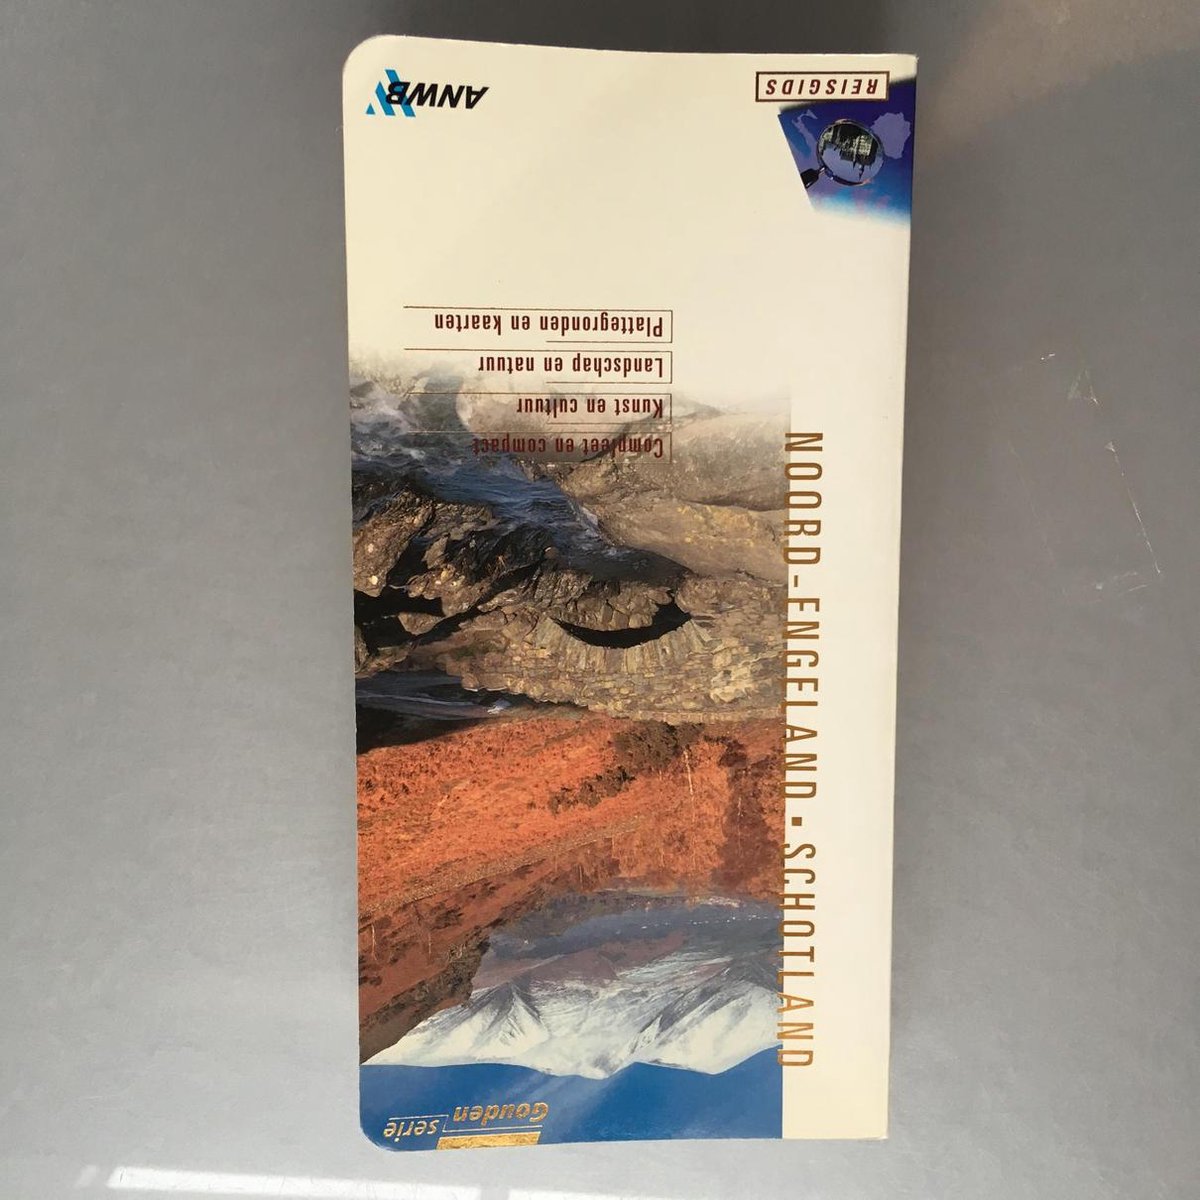 Gouden
serie
NOORD-ENGELAND ▪ SCHOTLAND
Compleet en compact
Kunst en cultuur
Landschap en natuur
Plattegronden en kaarten
REISGIDS
ANWB